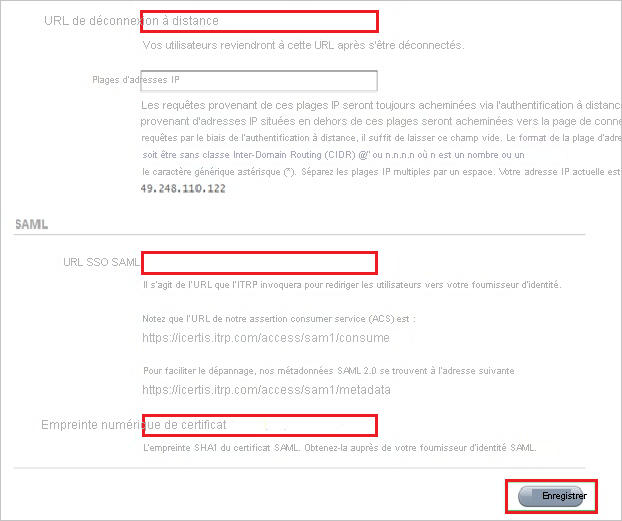 URL de déconnexion à distance
Vos utilisateurs reviendront à cette URL après s'être déconnectés.
Plages d'adresses IP
Les requêtes provenant de ces plages IP seront toujours acheminées via l'authentification à distanc
provenant d'adresses IP situées en dehors de ces plages seront acheminées vers la page de conne
requêtes par le biais de l'authentification à distance, il suffit de laisser ce champ vide. Le format de la plage d'adre
soit être sans classe Inter-Domain Routing (CIDR) @" ou n.n.n.n où n est un nombre ou un
le caractère générique astérisque (*). Séparez les plages IP multiples par un espace. Votre adresse IP actuelle est
49.248.110.122
SAML
URL SSO SAML
Il s'agit de l'URL que l'ITRP invoquera pour rediriger les utilisateurs vers votre fournisseur d'identité.
Notez que l'URL de notre assertion consumer service (ACS) est :
https://icertis.itrp.com/access/sam1/consume
Pour faciliter le dépannage, nos métadonnées SAML 2.0 se trouvent à l'adresse suivante
https://icertis.itrp.com/access/sam1/metadata
Empreinte numérique de certificat
L'empreinte SHA1 du certificat SAML. Obtenez-la auprès de votre fournisseur d'identité SAML.
Enregistrer